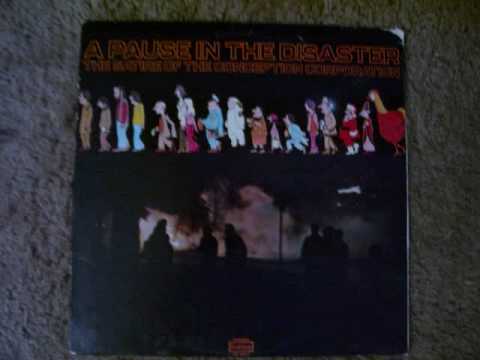 A PAUSE IN THE DISASTER
THE SATIRE OF THE CONCEPTION CORPORATION